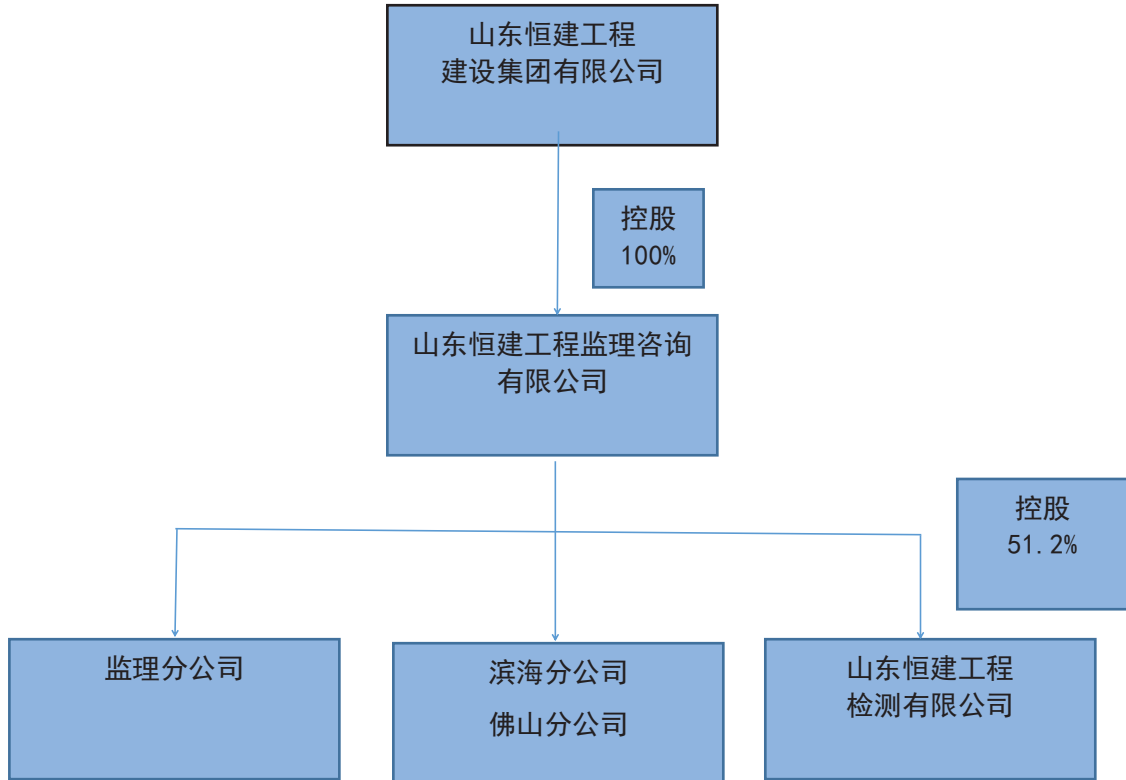 山东恒建工程
建设集团有限公司
控股
100%
山东恒建工程监理咨询
有限公司
控股
51.2%
监理分公司
滨海分公司
佛山分公司
山东恒建工程
检测有限公司